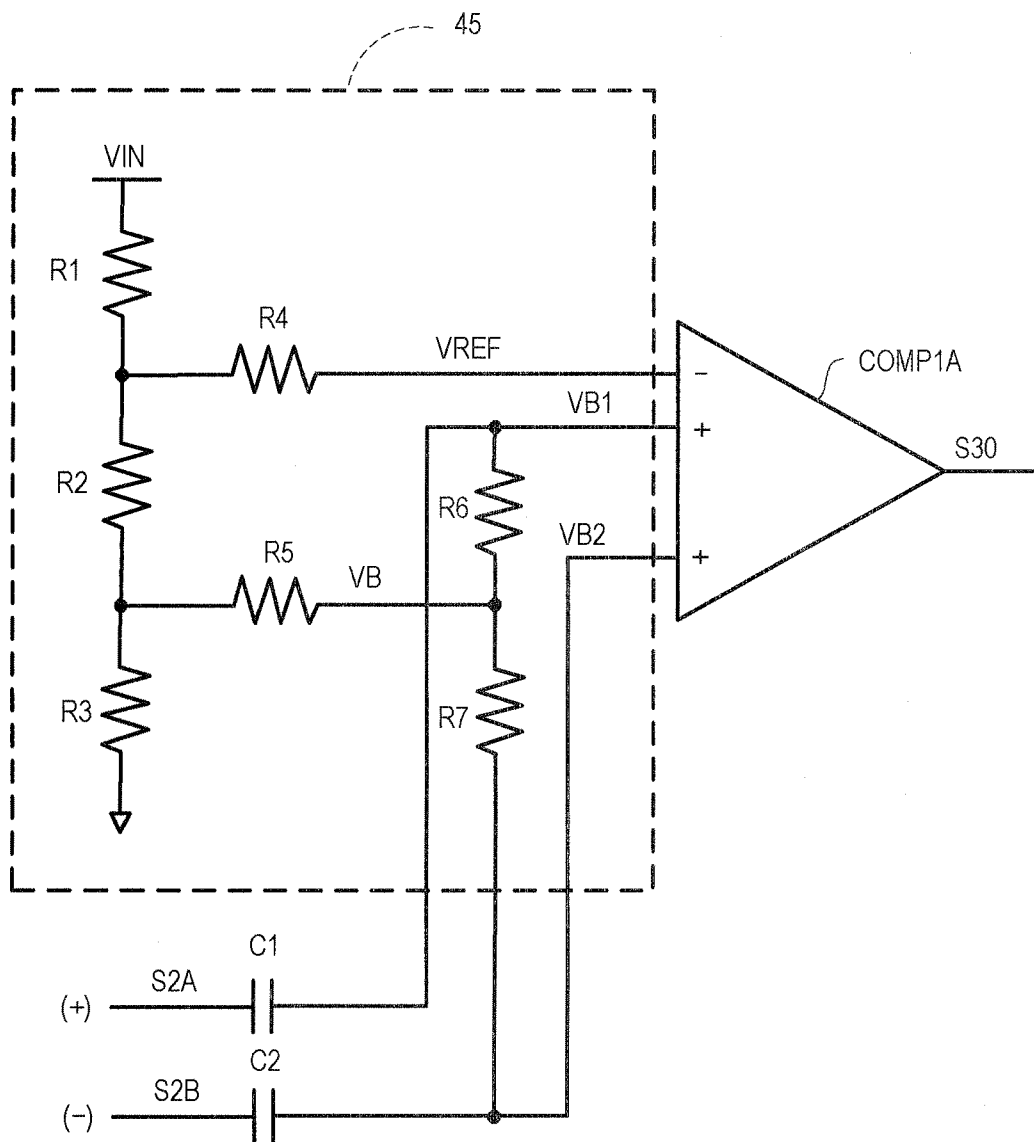 45
VIN
R1
R4
VREF
COMP1A
−
VB1
+
S30
R2
R6
VB2
R5
VB
+
R3
R7
C1
S2A
(+)
C2
S2B
(−)